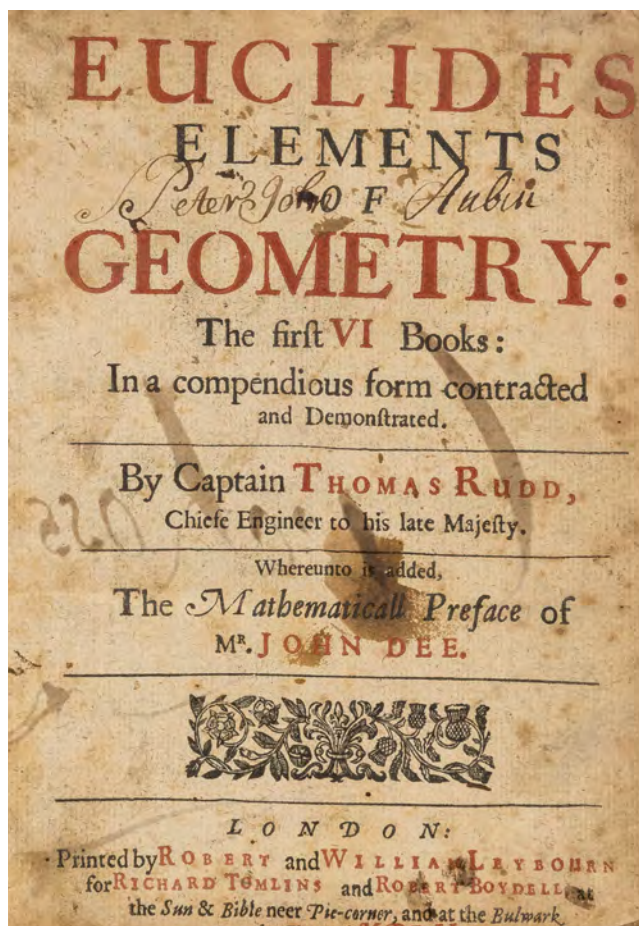 EUCLIDES
ELEMENTS
Peter John OF Aubin
GEOMETRY:
The firſt VI Books:
In a compendious form contracted
and Demonſtrated.
By Captain THOMAS RUDD,
Chiefe Engineer to his late Majeſty.
Whereunto is added,
The Mathematicall Preface of
Mᴿ. JOHN DEE.
LONDON:
Printed by ROBERT and WILLIAM LEYBOURN
for RICHARD TOMLINS and ROBERT BOYDELL, at
the Sun & Bible neer Pie-corner, and at the Bulwark